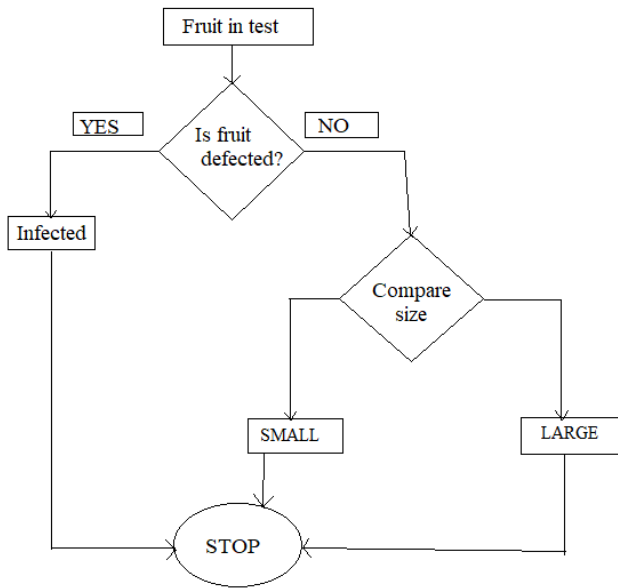 Fruit in test
YES
NO
Is fruit
defected?
Infected
Compare
size
SMALL
LARGE
STOP